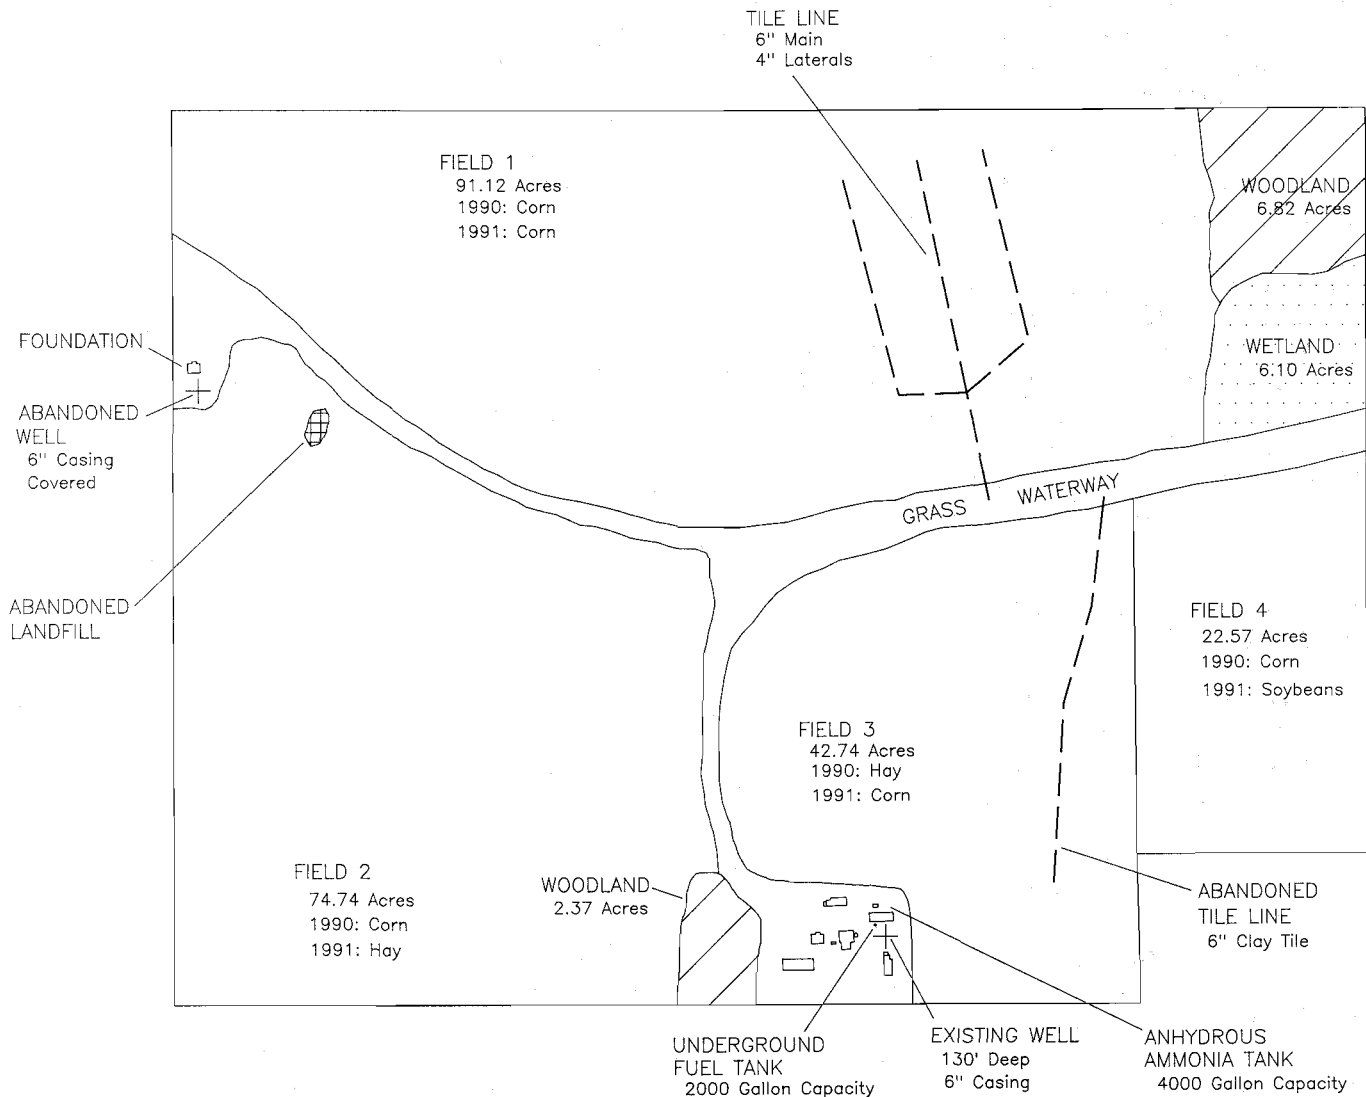 TILE LINE
6" Main
4" Laterals
FIELD 1
91.12 Acres
1990: Corn
1991: Corn
WOODLAND
6.82 Acres
FOUNDATION
WETLAND
6.10 Acres
ABANDONED
WELL
6" Casing
Covered
GRASS WATERWAY
ABANDONED
LANDFILL
FIELD 4
22.57 Acres
1990: Corn
1991: Soybeans
FIELD 3
42.74 Acres
1990: Hay
1991: Corn
FIELD 2
74.74 Acres
1990: Corn
1991: Hay
WOODLAND
2.37 Acres
ABANDONED
TILE LINE
6" Clay Tile
UNDERGROUND
FUEL TANK
2000 Gallon Capacity
EXISTING WELL
130' Deep
6" Casing
ANHYDROUS
AMMONIA TANK
4000 Gallon Capacity